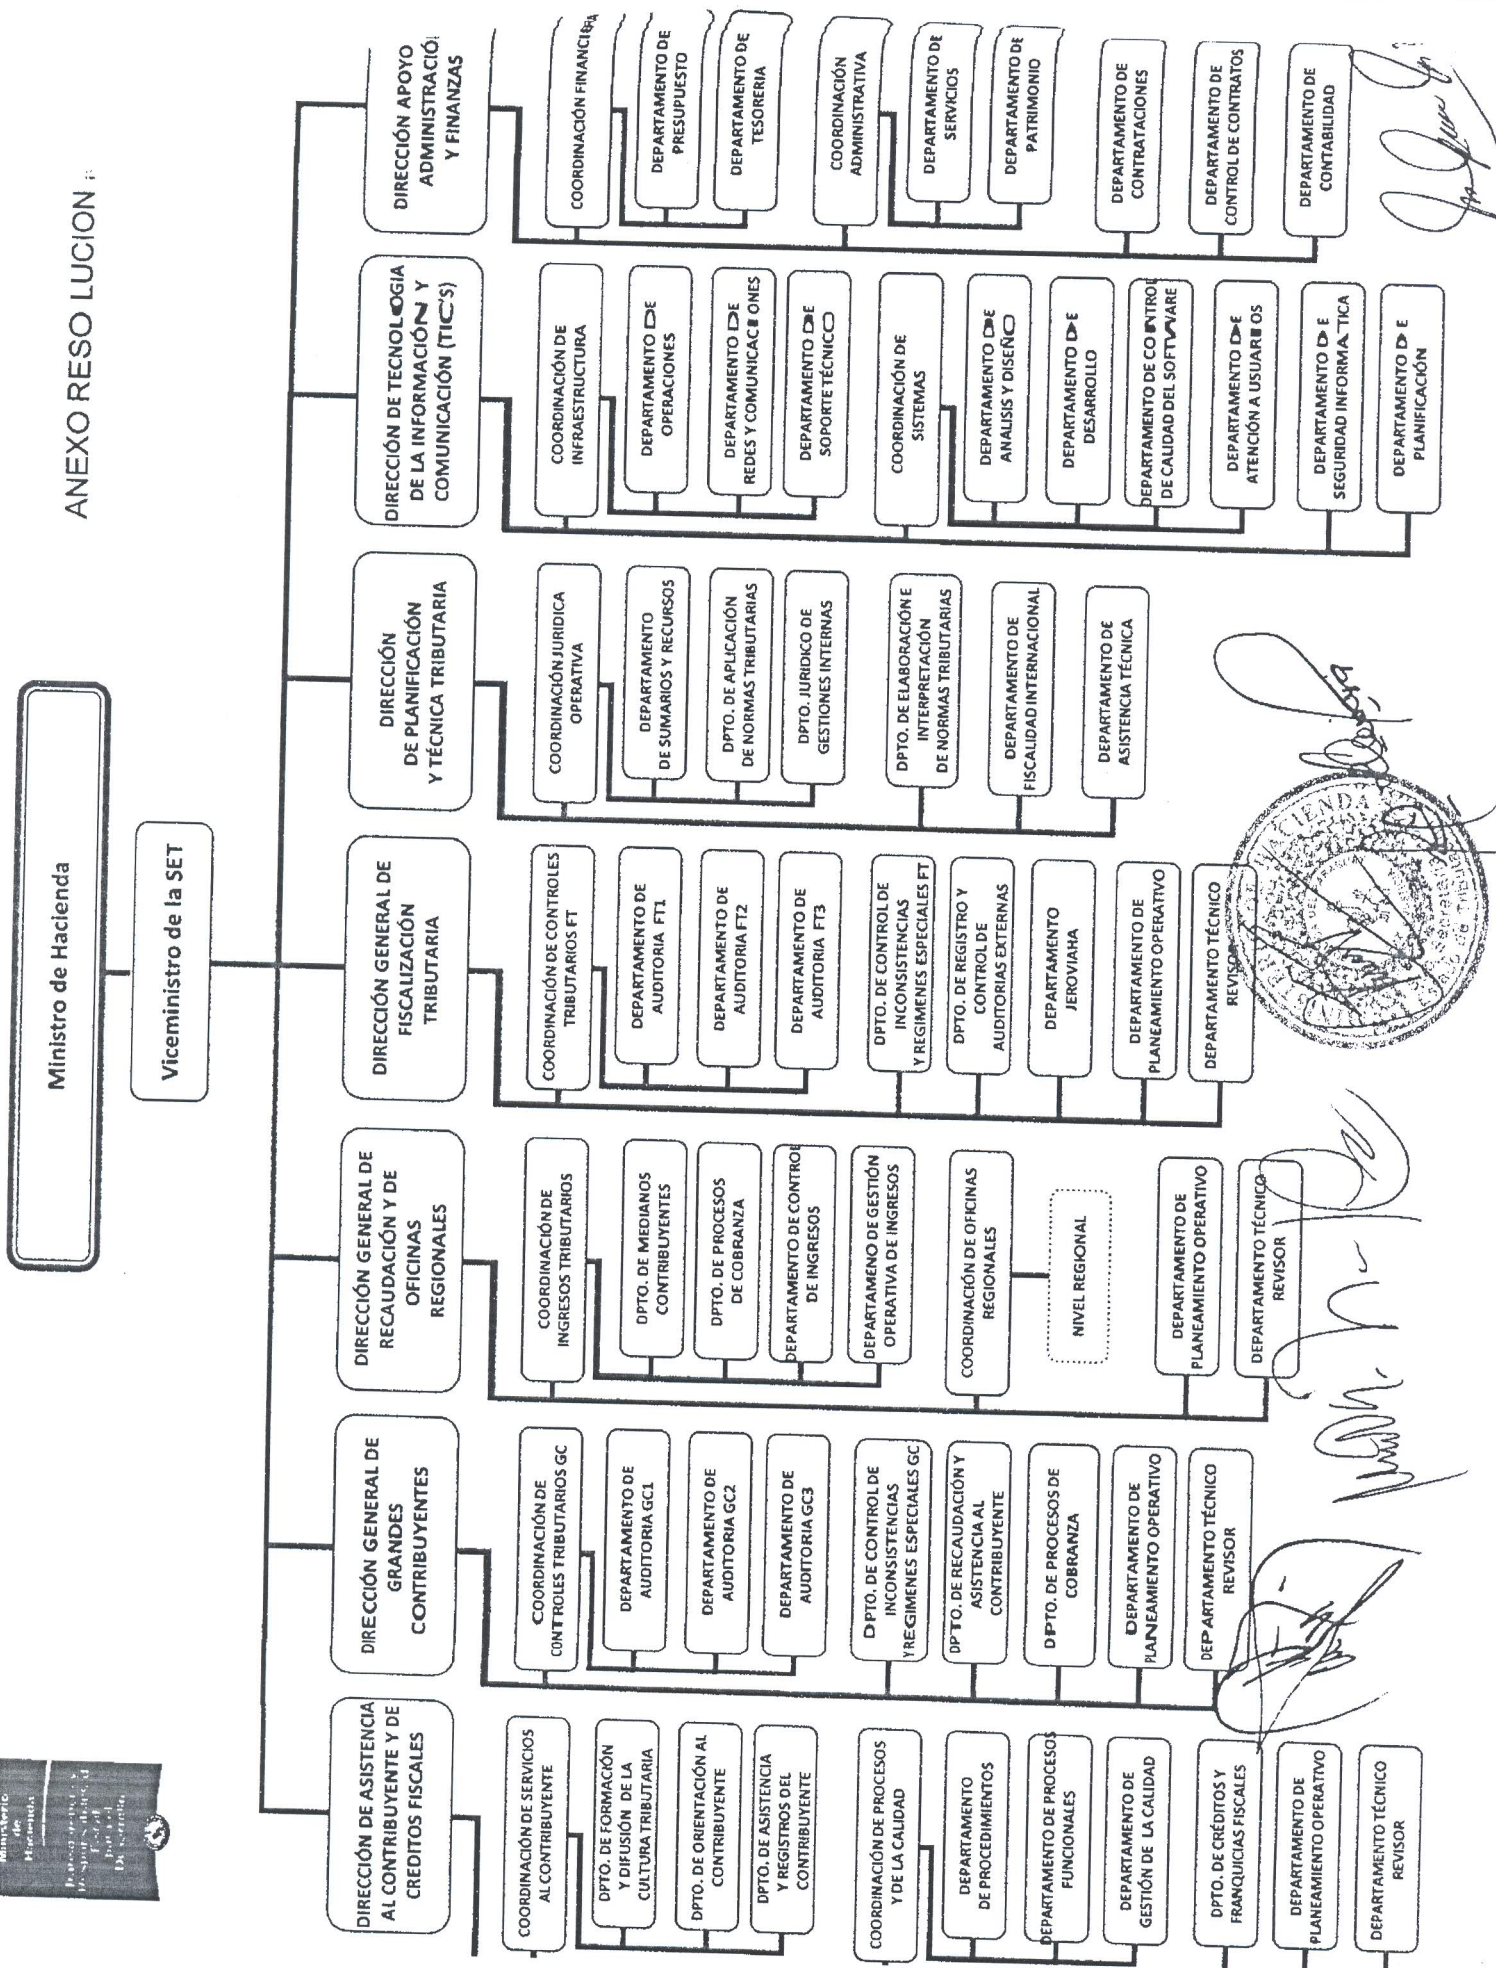 ANEXO RESO LUCION
Ministerio
de
Hacienda
Ministro de Hacienda
Viceministro de la SET
DIRECCIÓN DE ASISTENCIA
AL CONTRIBUYENTE Y DE
CREDITOS FISCALES
COORDINACIÓN DE SERVICIOS
AL CONTRIBUYENTE
DPTO. DE FORMACIÓN
Y DIFUSIÓN DE LA
CULTURA TRIBUTARIA
DPTO. DE ORIENTACIÓN AL
CONTRIBUYENTE
DPTO. DE ASISTENCIA
Y REGISTROS DEL
CONTRIBUYENTE
COORDINACIÓN DE PROCESOS
Y DE LA CALIDAD
DEPARTAMENTO
DE PROCEDIMIENTOS
DEPARTAMENTO DE PROCESOS
FUNCIONALES
DEPARTAMENTO DE
GESTIÓN DE LA CALIDAD
DPTO. DE CRÉDITOS Y
FRANQUICIAS FISCALES
DEPARTAMENTO DE
PLANEAMIENTO OPERATIVO
DEPARTAMENTO TÉCNICO
REVISOR
DIRECCIÓN GENERAL DE
GRANDES
CONTRIBUYENTES
COORDINACIÓN DE
CONTROLES TRIBUTARIOS GC
DEPARTAMENTO DE
AUDITORIA GC1
DEPARTAMENTO DE
AUDITORIA GC2
DEPARTAMENTO DE
AUDITORIA GC3
DPTO. DE CONTROL DE
INCONSISTENCIAS
Y REGIMENES ESPECIALES GC
DPTO. DE RECAUDACIÓN Y
ASISTENCIA AL
CONTRIBUYENTE
DPTO. DE PROCESOS DE
COBRANZA
DEPARTAMENTO DE
PLANEAMIENTO OPERATIVO
DEPARTAMENTO TÉCNICO
REVISOR
DIRECCIÓN GENERAL DE
RECAUDACIÓN Y DE
OFICINAS
REGIONALES
COORDINACIÓN DE
INGRESOS TRIBUTARIOS
DPTO. DE MEDIANOS
CONTRIBUYENTES
DPTO. DE PROCESOS
DE COBRANZA
DEPARTAMENTO DE CONTROL
DE INGRESOS
DEPARTAMENO DE GESTIÓN
OPERATIVA DE INGRESOS
COORDINACIÓN DE OFICINAS
REGIONALES
NIVEL REGIONAL
DEPARTAMENTO DE
PLANEAMIENTO OPERATIVO
DEPARTAMENTO TÉCNICO
REVISOR
DIRECCIÓN GENERAL DE
FISCALIZACIÓN
TRIBUTARIA
COORDINACIÓN DE CONTROLES
TRIBUTARIOS FT
DEPARTAMENTO DE
AUDITORIA FT1
DEPARTAMENTO DE
AUDITORIA FT2
DEPARTAMENTO DE
AUDITORIA FT3
DPTO. DE CONTROL DE
INCONSISTENCIAS
Y REGIMENES ESPECIALES FT
DPTO. DE REGISTRO Y
CONTROL DE
AUDITORIAS EXTERNAS
DEPARTAMENTO
JEROVIAHA
DEPARTAMENTO DE
PLANEAMIENTO OPERATIVO
DEPARTAMENTO TÉCNICO
REVISOR
DIRECCIÓN
DE PLANIFICACIÓN
Y TÉCNICA TRIBUTARIA
COORDINACIÓN JURIDICA
OPERATIVA
DEPARTAMENTO
DE SUMARIOS Y RECURSOS
DPTO. DE APLICACIÓN
DE NORMAS TRIBUTARIAS
DPTO. JURIDICO DE
GESTIONES INTERNAS
DPTO. DE ELABORACIÓN E
INTERPRETACIÓN
DE NORMAS TRIBUTARIAS
DEPARTAMENTO DE
FISCALIDAD INTERNACIONAL
DEPARTAMENTO DE
ASISTENCIA TÉCNICA
DIRECCIÓN DE TECNOLOGIA
DE LA INFORMACIÓN Y
COMUNICACIÓN (TIC'S)
COORDINACIÓN DE
INFRAESTRUCTURA
DEPARTAMENTO DE
OPERACIONES
DEPARTAMENTO DE
REDES Y COMUNICACIONES
DEPARTAMENTO DE
SOPORTE TÉCNICO
COORDINACIÓN DE
SISTEMAS
DEPARTAMENTO DE
ANALISIS Y DISEÑO
DEPARTAMENTO DE
DESARROLLO
DEPARTAMENTO DE CONTROL
DE CALIDAD DEL SOFTWARE
DEPARTAMENTO DE
ATENCIÓN A USUARIOS
DEPARTAMENTO DE
SEGURIDAD INFORMATICA
DEPARTAMENTO DE
PLANIFICACIÓN
DIRECCIÓN APOYO
ADMINISTRACIÓ
Y FINANZAS
COORDINACIÓN FINANCIERA
DEPARTAMENTO DE
PRESUPUESTO
DEPARTAMENTO DE
TESORERIA
COORDINACIÓN
ADMINISTRATIVA
DEPARTAMENTO DE
SERVICIOS
DEPARTAMENTO DE
PATRIMONIO
DEPARTAMENTO DE
CONTRATACIONES
DEPARTAMENTO DE
CONTROL DE CONTRATOS
DEPARTAMENTO DE
CONTABILIDAD